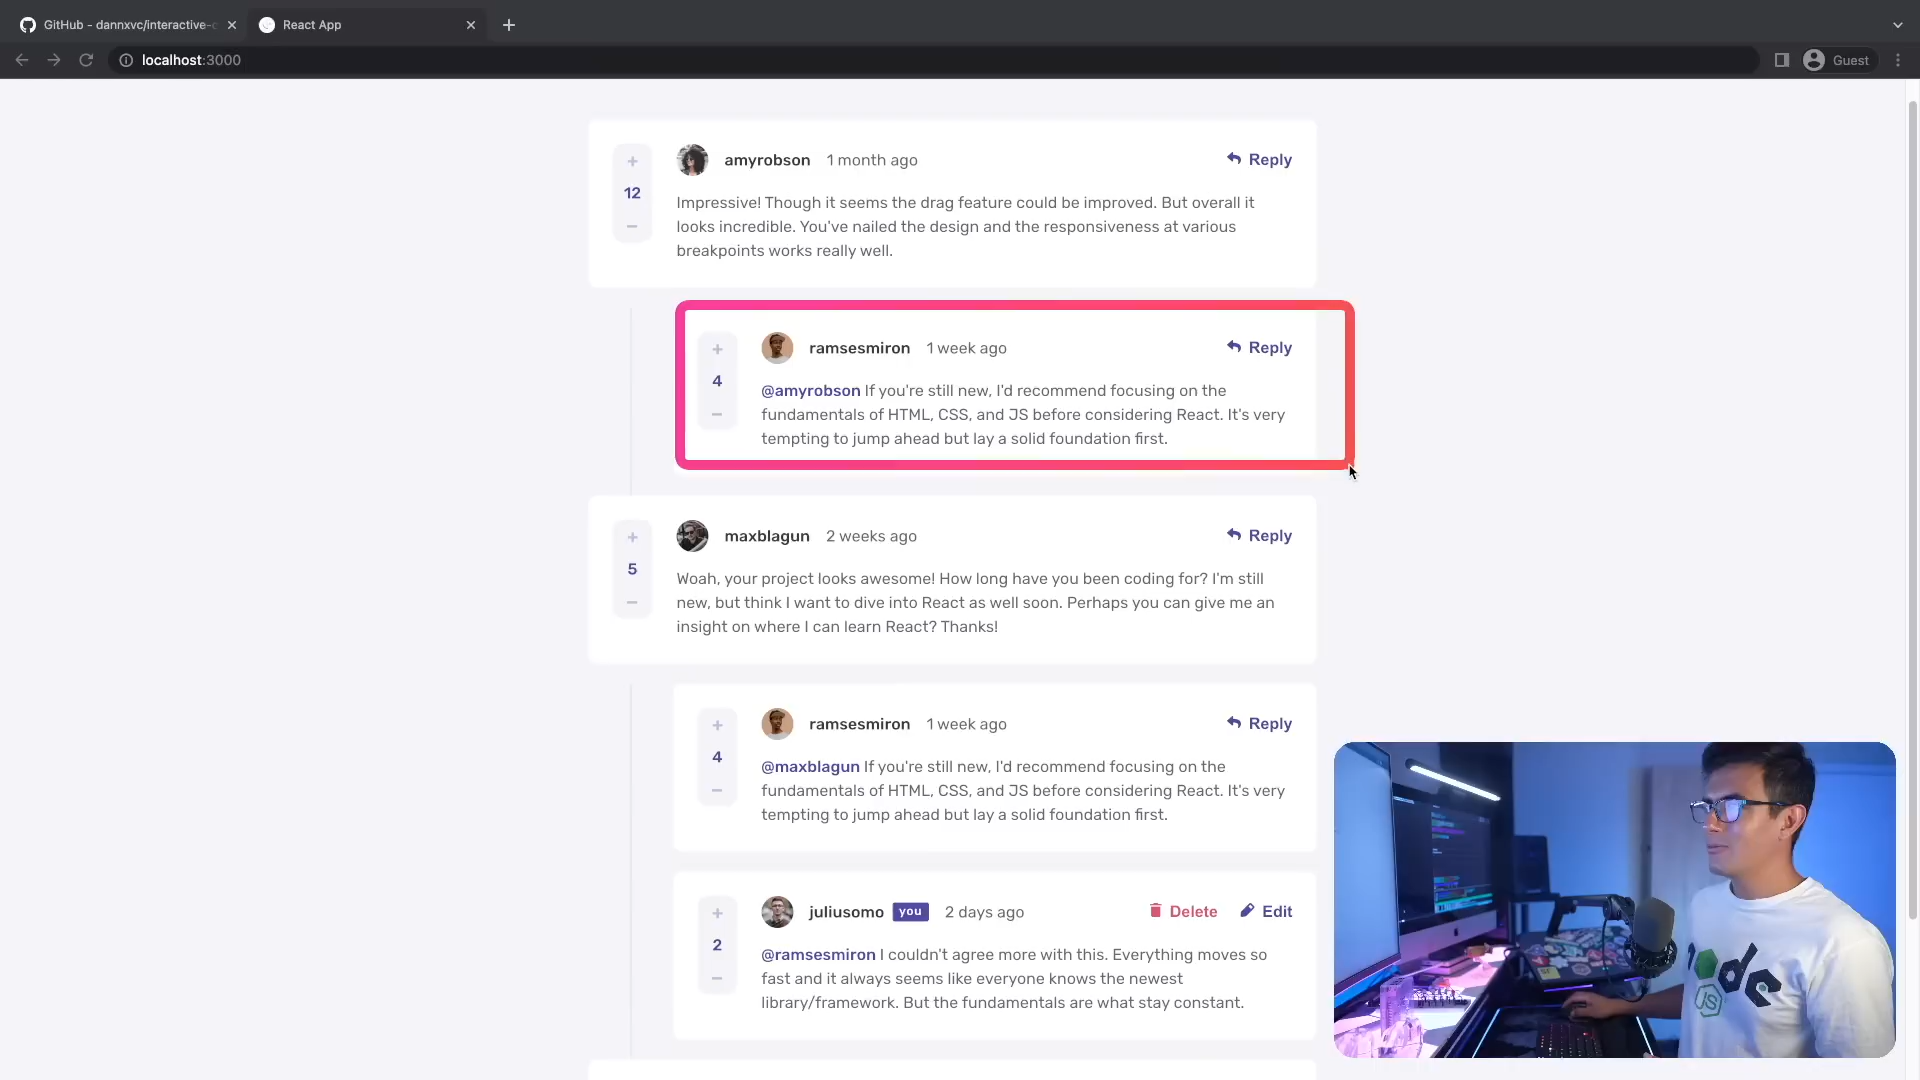 GitHub - dannxvc/interactive-c
React App
localhost:3000
Guest
amyrobson 1 month ago
Reply
12
Impressive! Though it seems the drag feature could be improved. But overall it
looks incredible. You've nailed the design and the responsiveness at various
breakpoints works really well.
ramsesmiron 1 week ago
Reply
4
@amyrobson If you're still new, I'd recommend focusing on the
fundamentals of HTML, CSS, and JS before considering React. It's very
tempting to jump ahead but lay a solid foundation first.
maxblagun 2 weeks ago
Reply
5
Woah, your project looks awesome! How long have you been coding for? I'm still
new, but think I want to dive into React as well soon. Perhaps you can give me an
insight on where I can learn React? Thanks!
ramsesmiron 1 week ago
Reply
4
@maxblagun If you're still new, I'd recommend focusing on the
fundamentals of HTML, CSS, and JS before considering React. It's very
tempting to jump ahead but lay a solid foundation first.
juliusomo you 2 days ago
Delete Edit
2
@ramsesmiron I couldn't agree more with this. Everything moves so
fast and it always seems like everyone knows the newest
library/framework. But the fundamentals are what stay constant.
node
JS